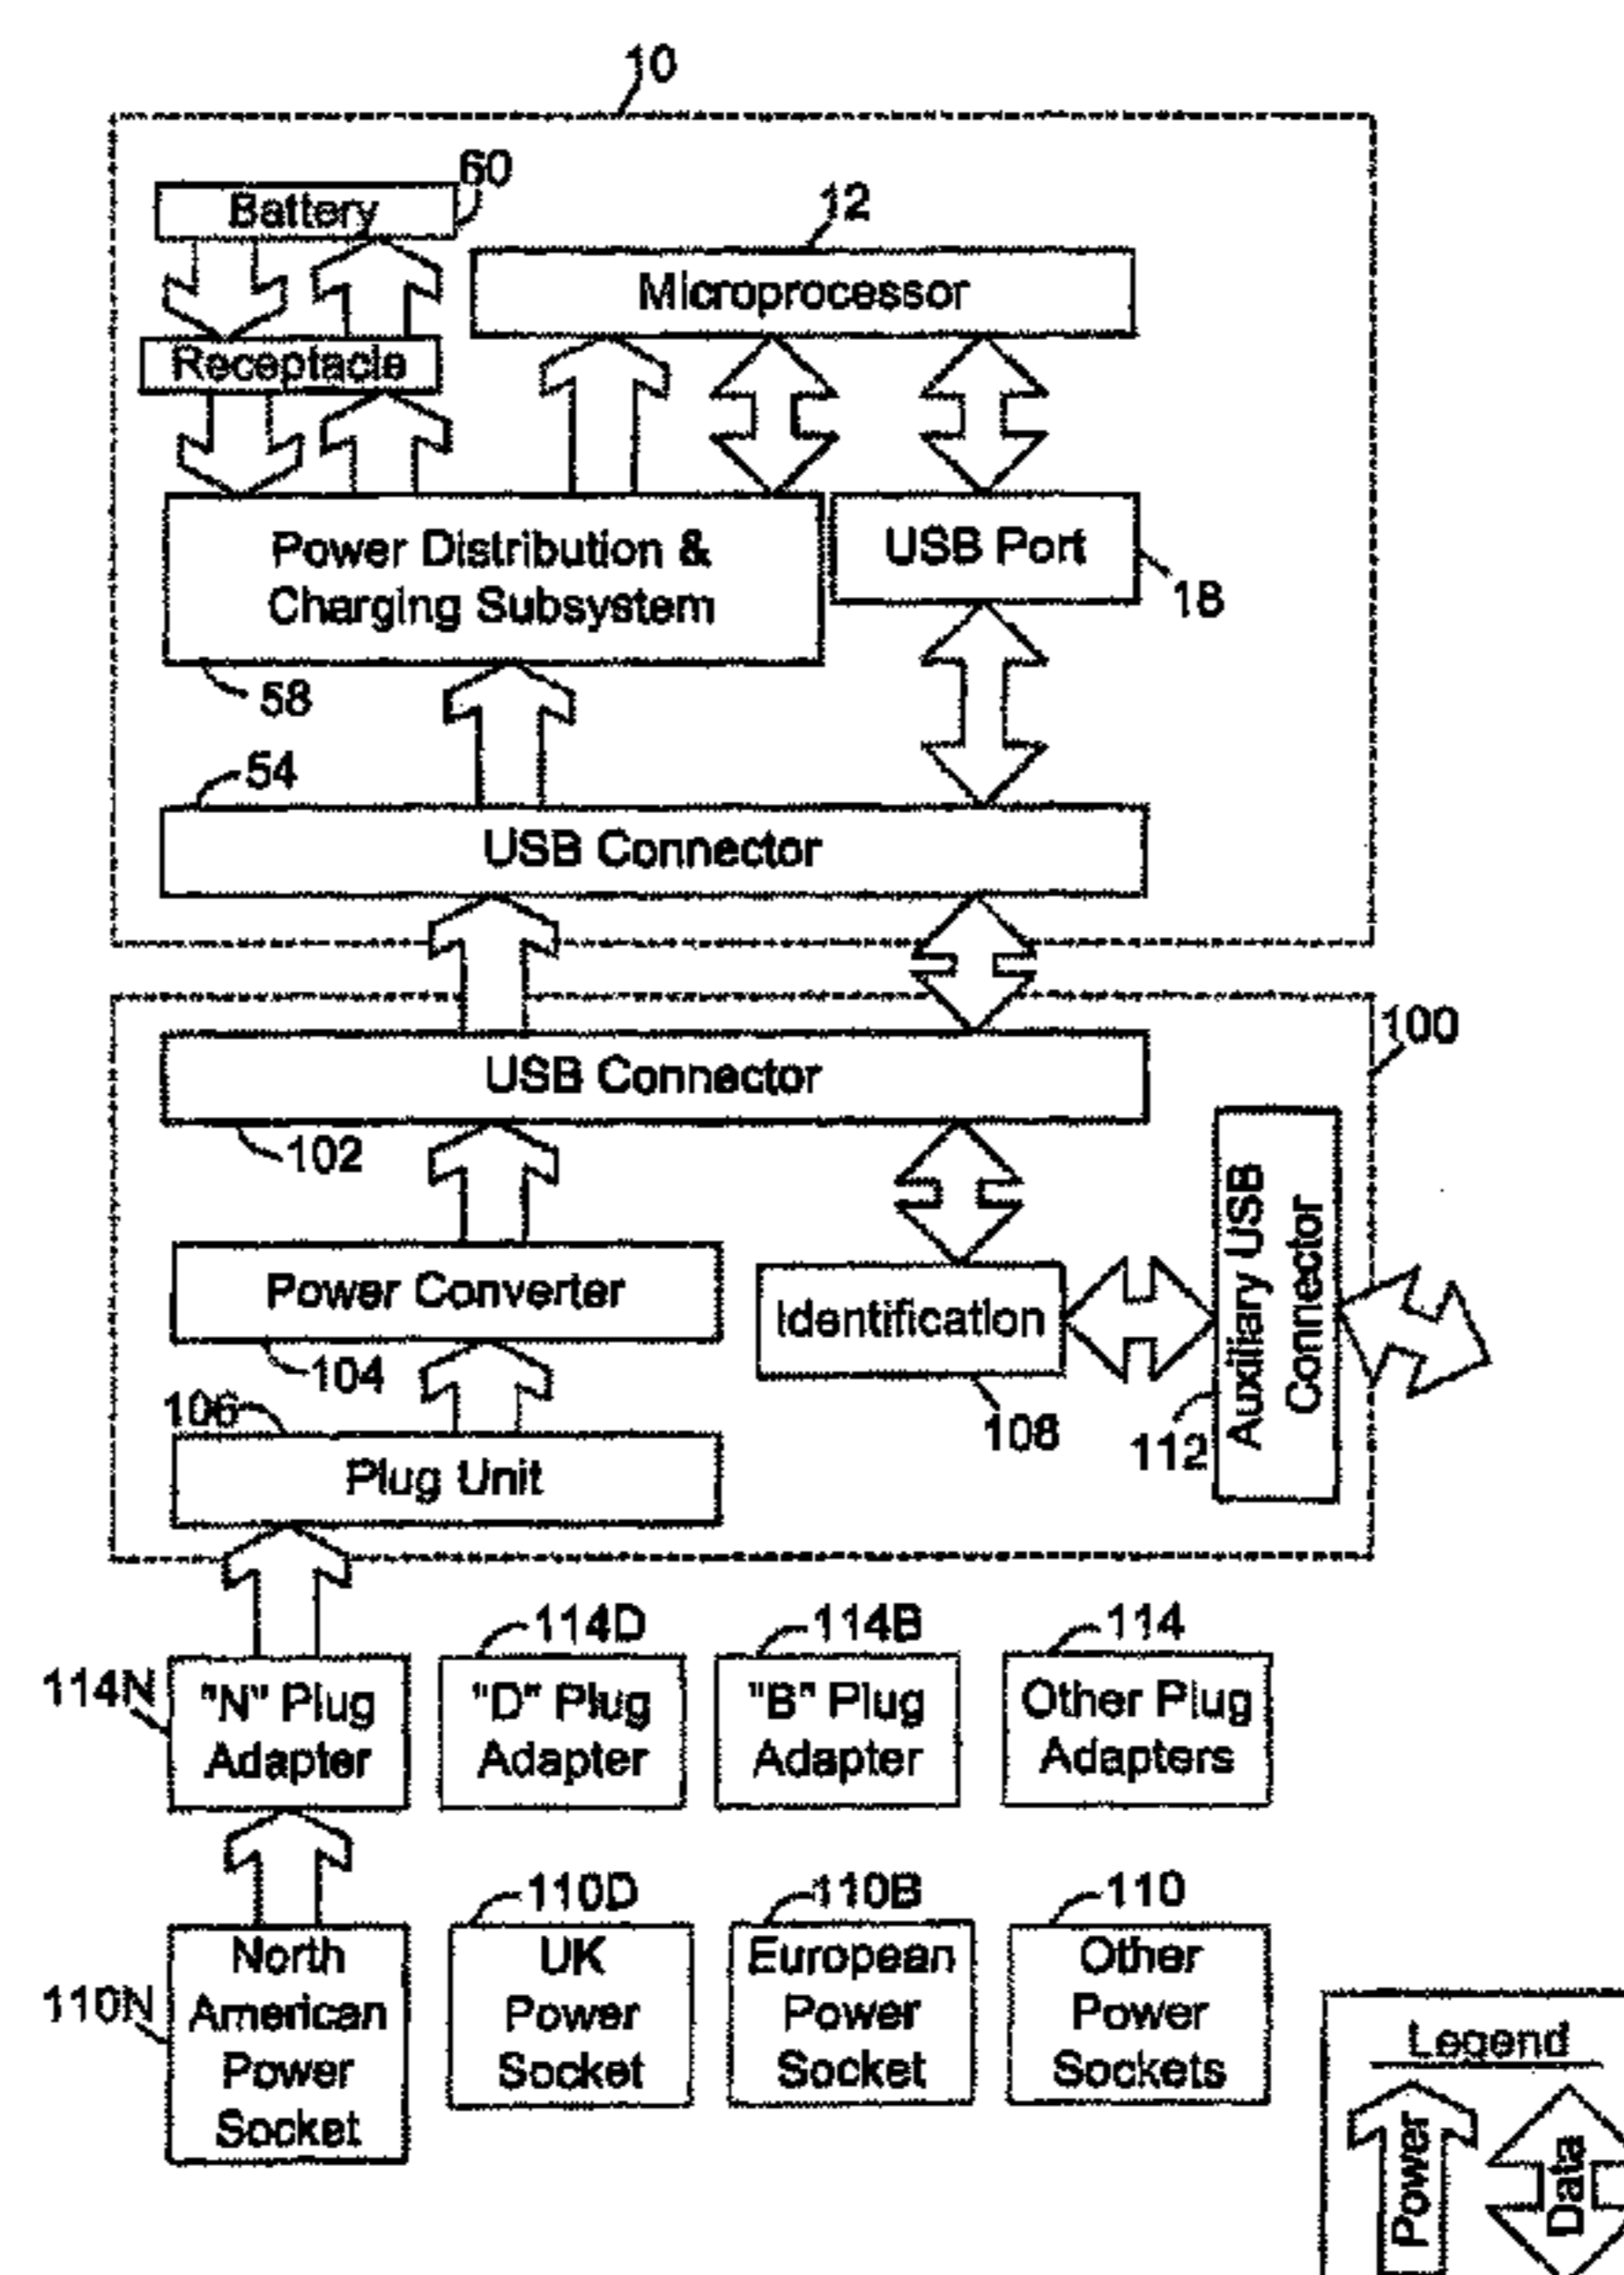 10
60
Battery
12
Microprocessor
Receptacle
Power Distribution &
Charging Subsystem
USB Port
18
58
54
USB Connector
100
USB Connector
102
Auxiliary USB
Connector
Power Converter
Identification
104
106
108
112
Plug Unit
114N
"N" Plug
Adapter
114D
"D" Plug
Adapter
114B
"B" Plug
Adapter
114
Other Plug
Adapters
110N
North
American
Power
Socket
110D
UK
Power
Socket
110B
European
Power
Socket
110
Other
Power
Sockets
Legend
Power
Data